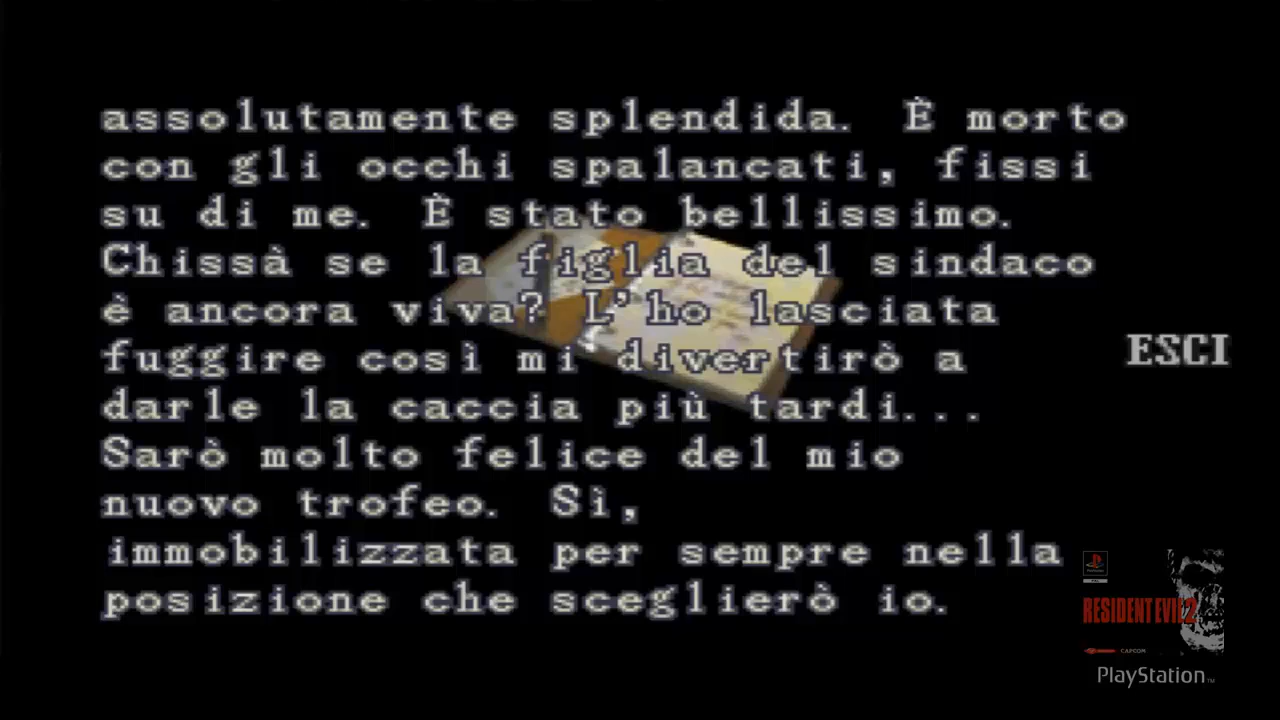 assolutamente splendida. È morto
con gli occhi spalancati, fissi
su di me. È stato bellissimo.
Chissà se la figlia del sindaco
è ancora viva? L'ho lasciata
fuggire così mi divertirò a
darle la caccia più tardi...
Sarò molto felice del mio
nuovo trofeo. Sì,
immobilizzata per sempre nella
posizione che sceglierò io.
ESCI
RESIDENT EVIL 2
CAPCOM
PlayStation™